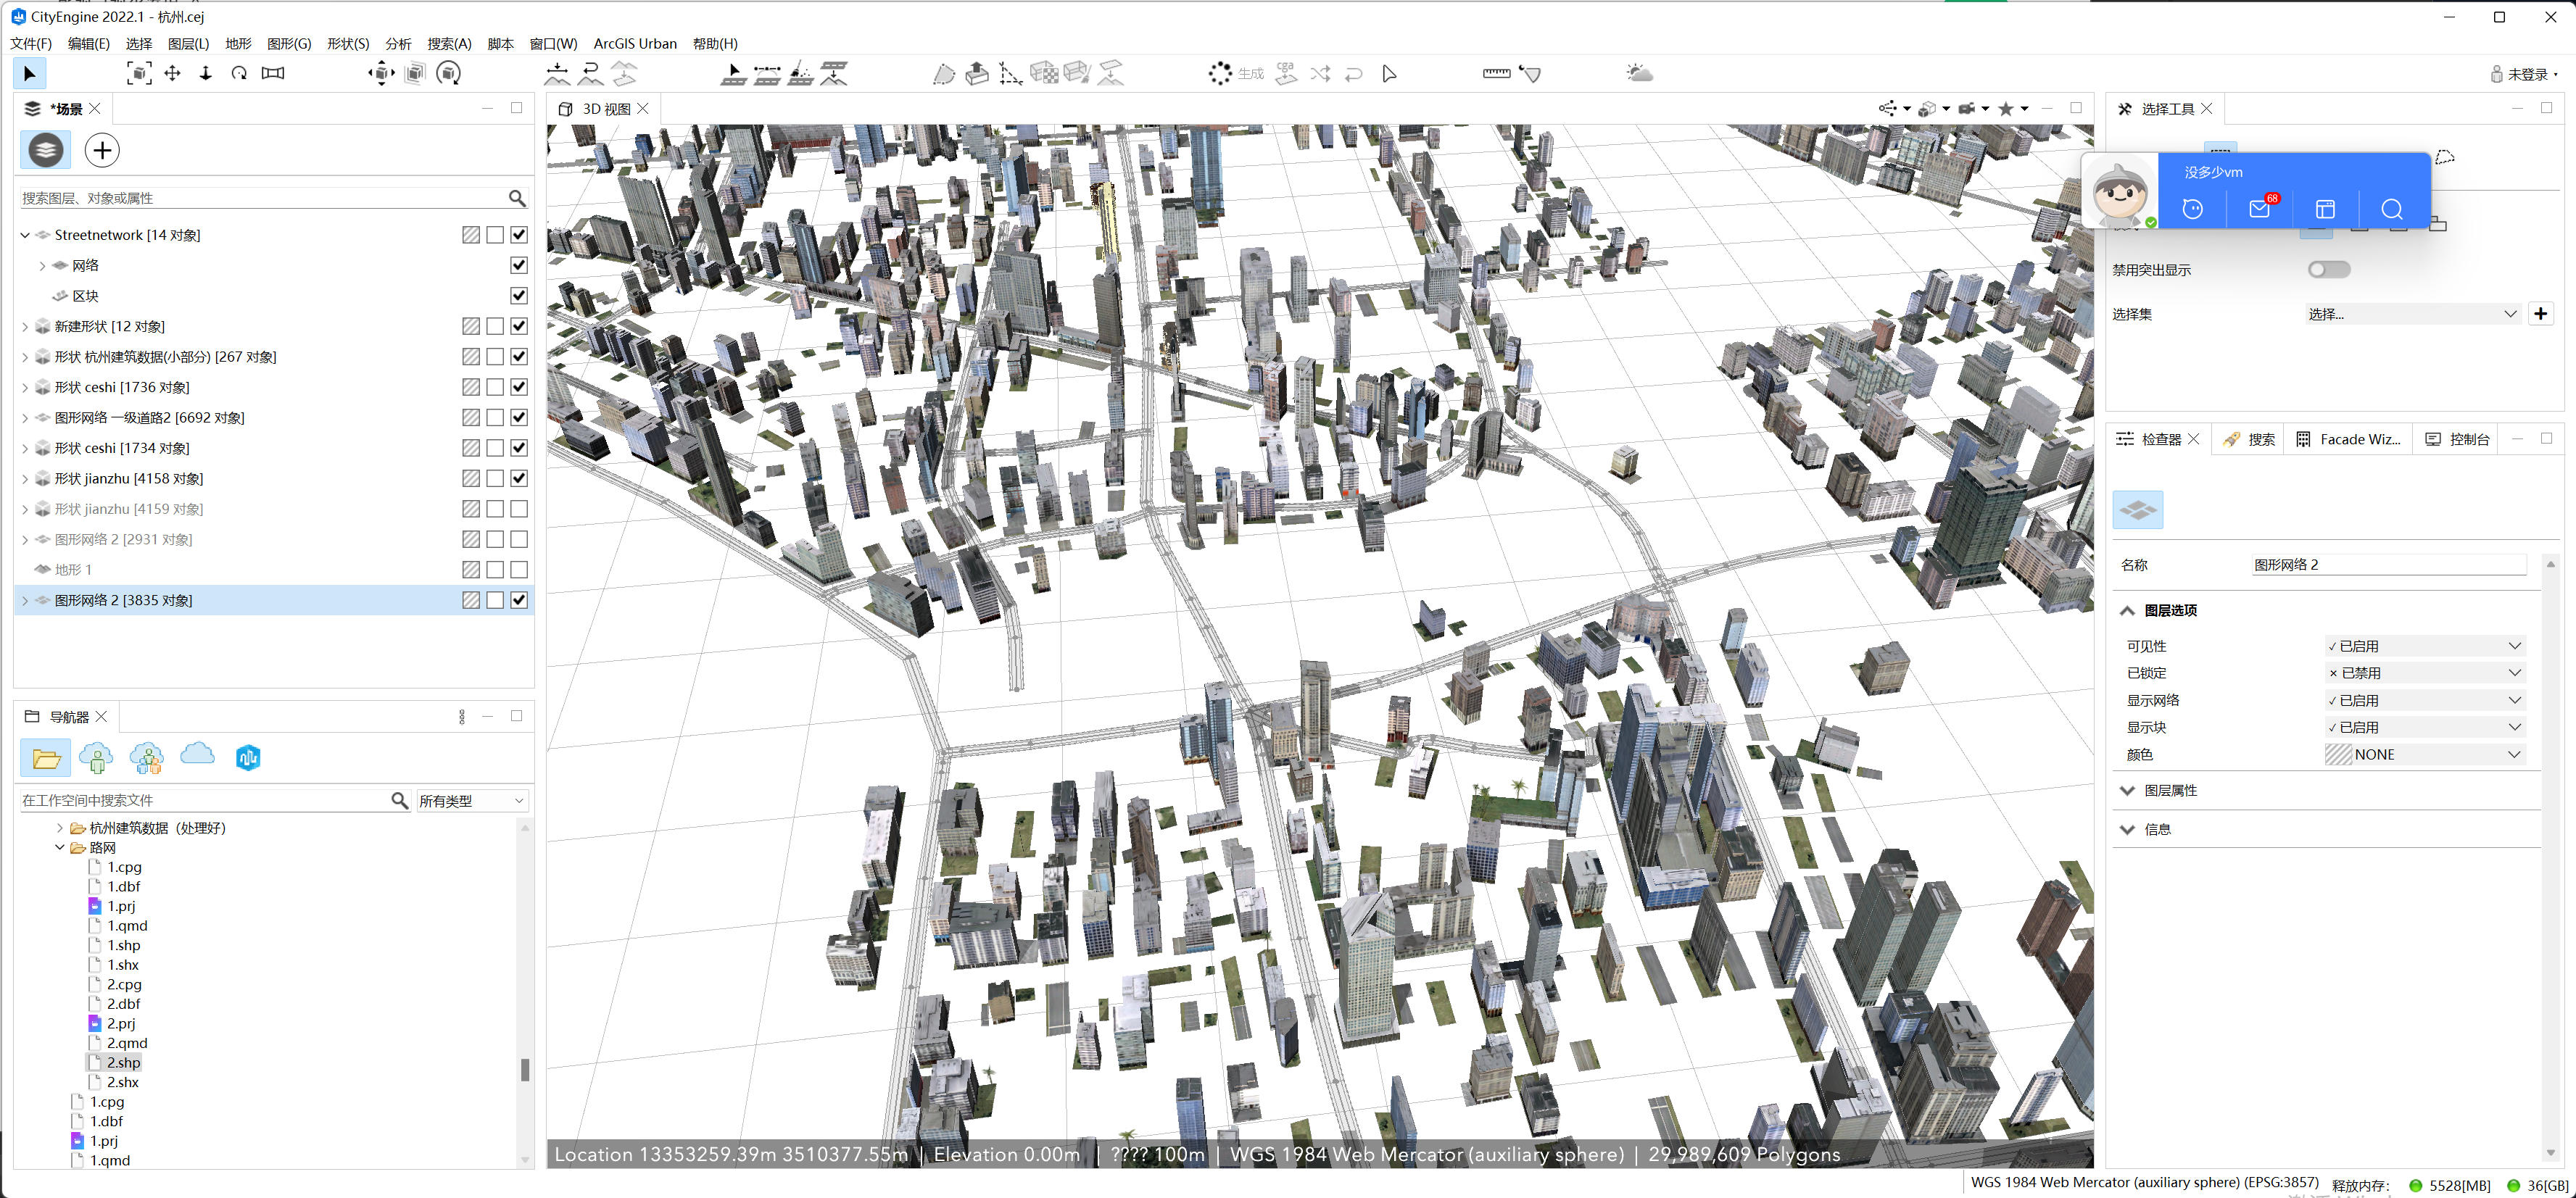 CityEngine 2022.1 - 杭州.cej
文件(F) 编辑(E) 选择 图层(L) 地形 图形(G) 形状(S) 分析 搜索(A) 脚本 窗口(W) ArcGIS Urban 帮助(H)
生成 cga 未登录
*场景
搜索图层、对象或属性
Streetnetwork [14 对象]
网络
区块
新建形状 [12 对象]
形状 杭州建筑数据(小部分) [267 对象]
形状 ceshi [1736 对象]
图形网络 一级道路2 [6692 对象]
形状 ceshi [1734 对象]
形状 jianzhu [4158 对象]
形状 jianzhu [4159 对象]
图形网络 2 [2931 对象]
地形 1
图形网络 2 [3835 对象]
导航器
在工作空间中搜索文件 所有类型
杭州建筑数据（处理好）
路网
1.cpg
1.dbf
1.prj
1.qmd
1.shp
1.shx
2.cpg
2.dbf
2.prj
2.qmd
2.shp
2.shx
1.cpg
1.dbf
1.prj
1.qmd
3D 视图
Location 13353259.39m 3510377.55m | Elevation 0.00m | ???? 100m | WGS 1984 Web Mercator (auxiliary sphere) | 29,989,609 Polygons
选择工具
没多少vm
68
禁用突出显示
选择集 选择...
检查器 搜索 Facade Wiz... 控制台
名称 图形网络 2
图层选项
可见性 ✓ 已启用
已锁定 × 已禁用
显示网络 ✓ 已启用
显示块 ✓ 已启用
颜色 NONE
图层属性
信息
WGS 1984 Web Mercator (auxiliary sphere) (EPSG:3857) 释放内存： 5528[MB] 36[GB]